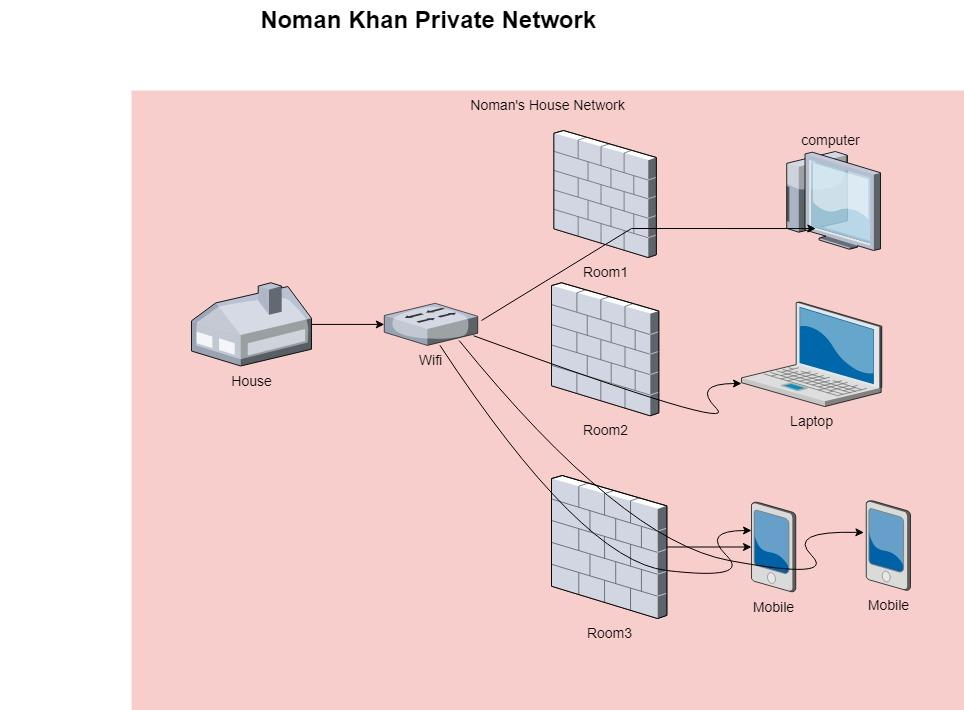 Noman Khan Private Network
Noman's House Network
computer
Room1
House
Wifi
Room2
Laptop
Room3
Mobile
Mobile